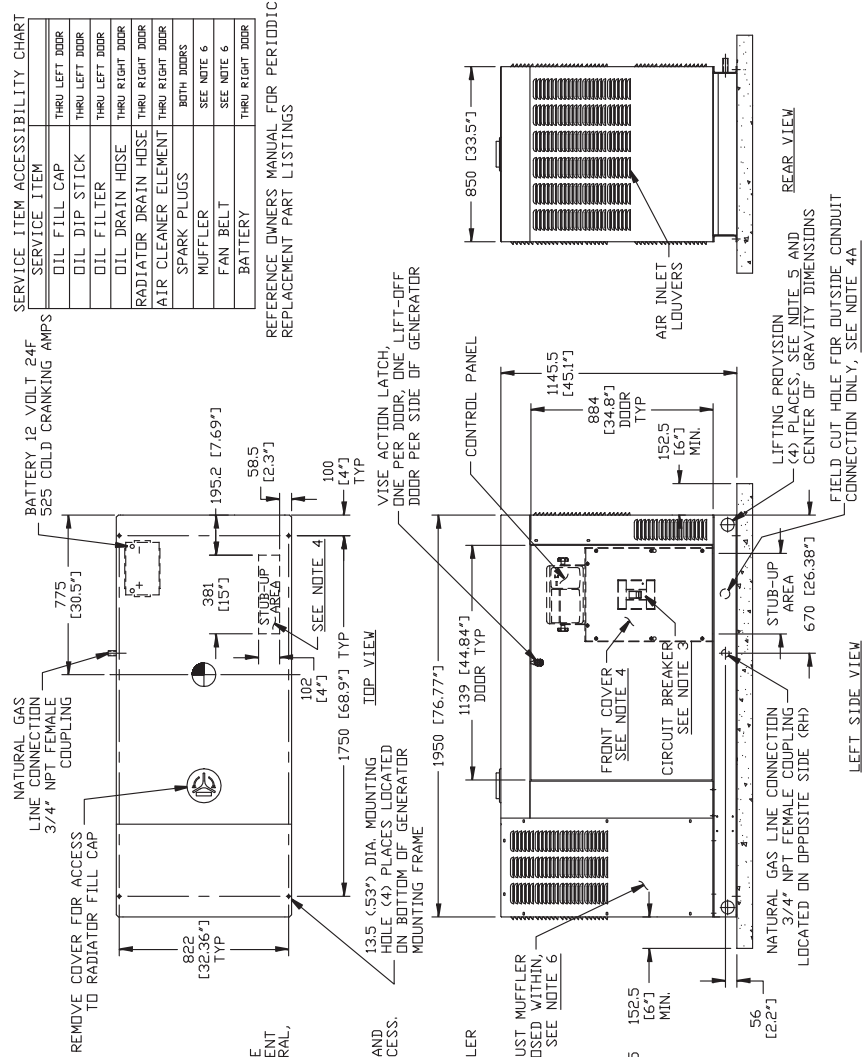 SERVICE ITEM ACCESSIBILITY CHART
SERVICE ITEM
OIL FILL CAP THRU LEFT DOOR
OIL DIP STICK THRU LEFT DOOR
OIL FILTER THRU LEFT DOOR
OIL DRAIN HOSE THRU RIGHT DOOR
RADIATOR DRAIN HOSE THRU RIGHT DOOR
AIR CLEANER ELEMENT THRU RIGHT DOOR
SPARK PLUGS BOTH DOORS
MUFFLER SEE NOTE 6
FAN BELT SEE NOTE 6
BATTERY THRU RIGHT DOOR
REFERENCE OWNERS MANUAL FOR PERIODIC
REPLACEMENT PART LISTINGS
BATTERY 12 VOLT 24F
525 COLD CRANKING AMPS
NATURAL GAS
LINE CONNECTION
3/4" NPT FEMALE
COUPLING
REMOVE COVER FOR ACCESS
TO RADIATOR FILL CAP
775
[30.5"]
195.2 [7.69"]
58.5
[2.3"]
100
[4"]
TYP
381
[15"]
STUB-UP
AREA
SEE NOTE 4
102
[4"]
1750 [68.9"] TYP
TOP VIEW
822
[32.36"]
TYP
13.5 (.53") DIA. MOUNTING
HOLE (4) PLACES LOCATED
ON BOTTOM OF GENERATOR
MOUNTING FRAME
E
ENT
RAL,
AND
CESS.
LER
UST MUFFLER
OSED WITHIN,
SEE NOTE 6
5
VISE ACTION LATCH,
ONE PER DOOR, ONE LIFT-OFF
DOOR PER SIDE OF GENERATOR
CONTROL PANEL
1950 [76.77"]
1139 [44.84"]
DOOR TYP
1145.5
[45.1"]
884
[34.8"]
DOOR
TYP
152.5
[6"]
MIN.
FRONT COVER
SEE NOTE 4
CIRCUIT BREAKER
SEE NOTE 3
STUB-UP
AREA
670 [26.38"]
152.5
[6"]
MIN.
56
[2.2"]
NATURAL GAS LINE CONNECTION
3/4" NPT FEMALE COUPLING
LOCATED ON OPPOSITE SIDE (RH)
LEFT SIDE VIEW
LIFTING PROVISION
(4) PLACES, SEE NOTE 5 AND
CENTER OF GRAVITY DIMENSIONS
FIELD CUT HOLE FOR OUTSIDE CONDUIT
CONNECTION ONLY, SEE NOTE 4A
850 [33.5"]
AIR INLET
LOUVERS
REAR VIEW